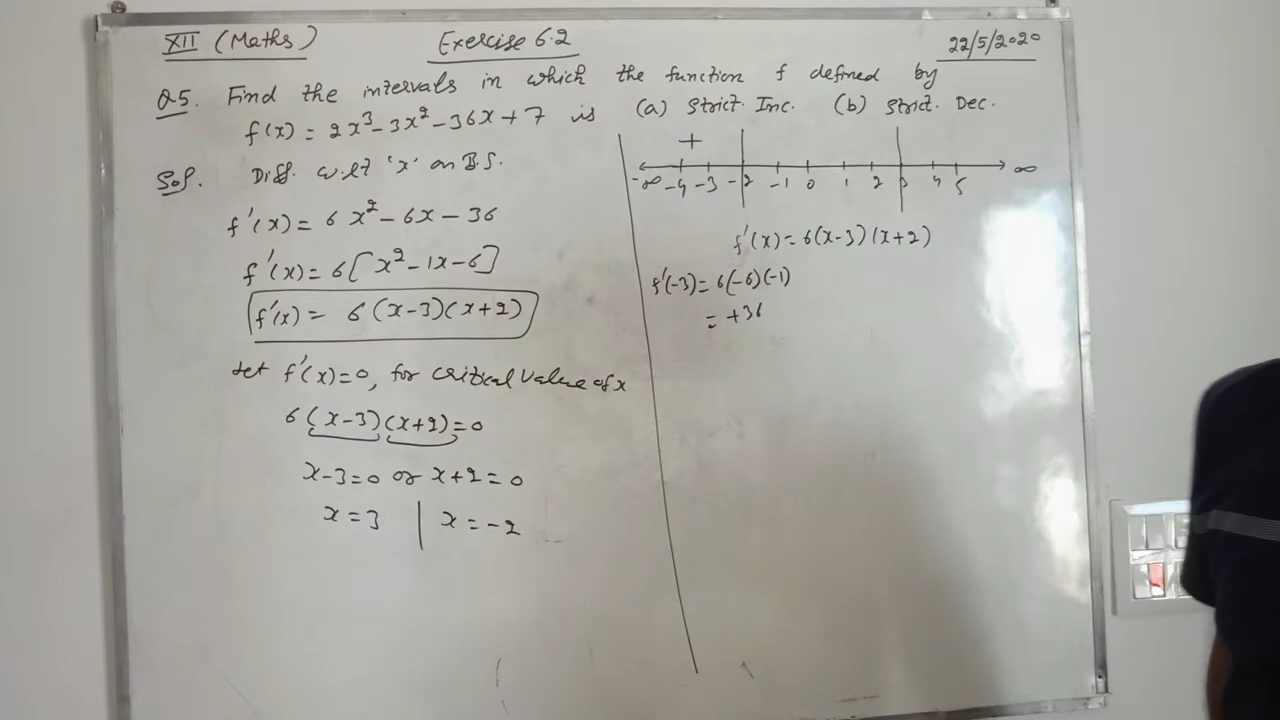 XII (Maths) Exercise 6.2 22/5/2020
Q5. Find the intervals in which the function f defined by
f(x) = 2x³-3x²-36x+7 is (a) Strict. Inc. (b) Strict. Dec.
Sol. Diff. w.r.t 'x' on B.S.
f'(x) = 6x²-6x-36
f'(x) = 6[x²-1x-6]
f'(x) = 6(x-3)(x+2)
Let f'(x)=0, for critical value of x
6(x-3)(x+2)=0
x-3=0 or x+2=0
x=3 | x=-2
+
-∞ -4 -3 -2 -1 0 1 2 3 4 5 ∞
f'(x)=6(x-3)(x+2)
f'(-3)=6(-6)(-1)
= +36